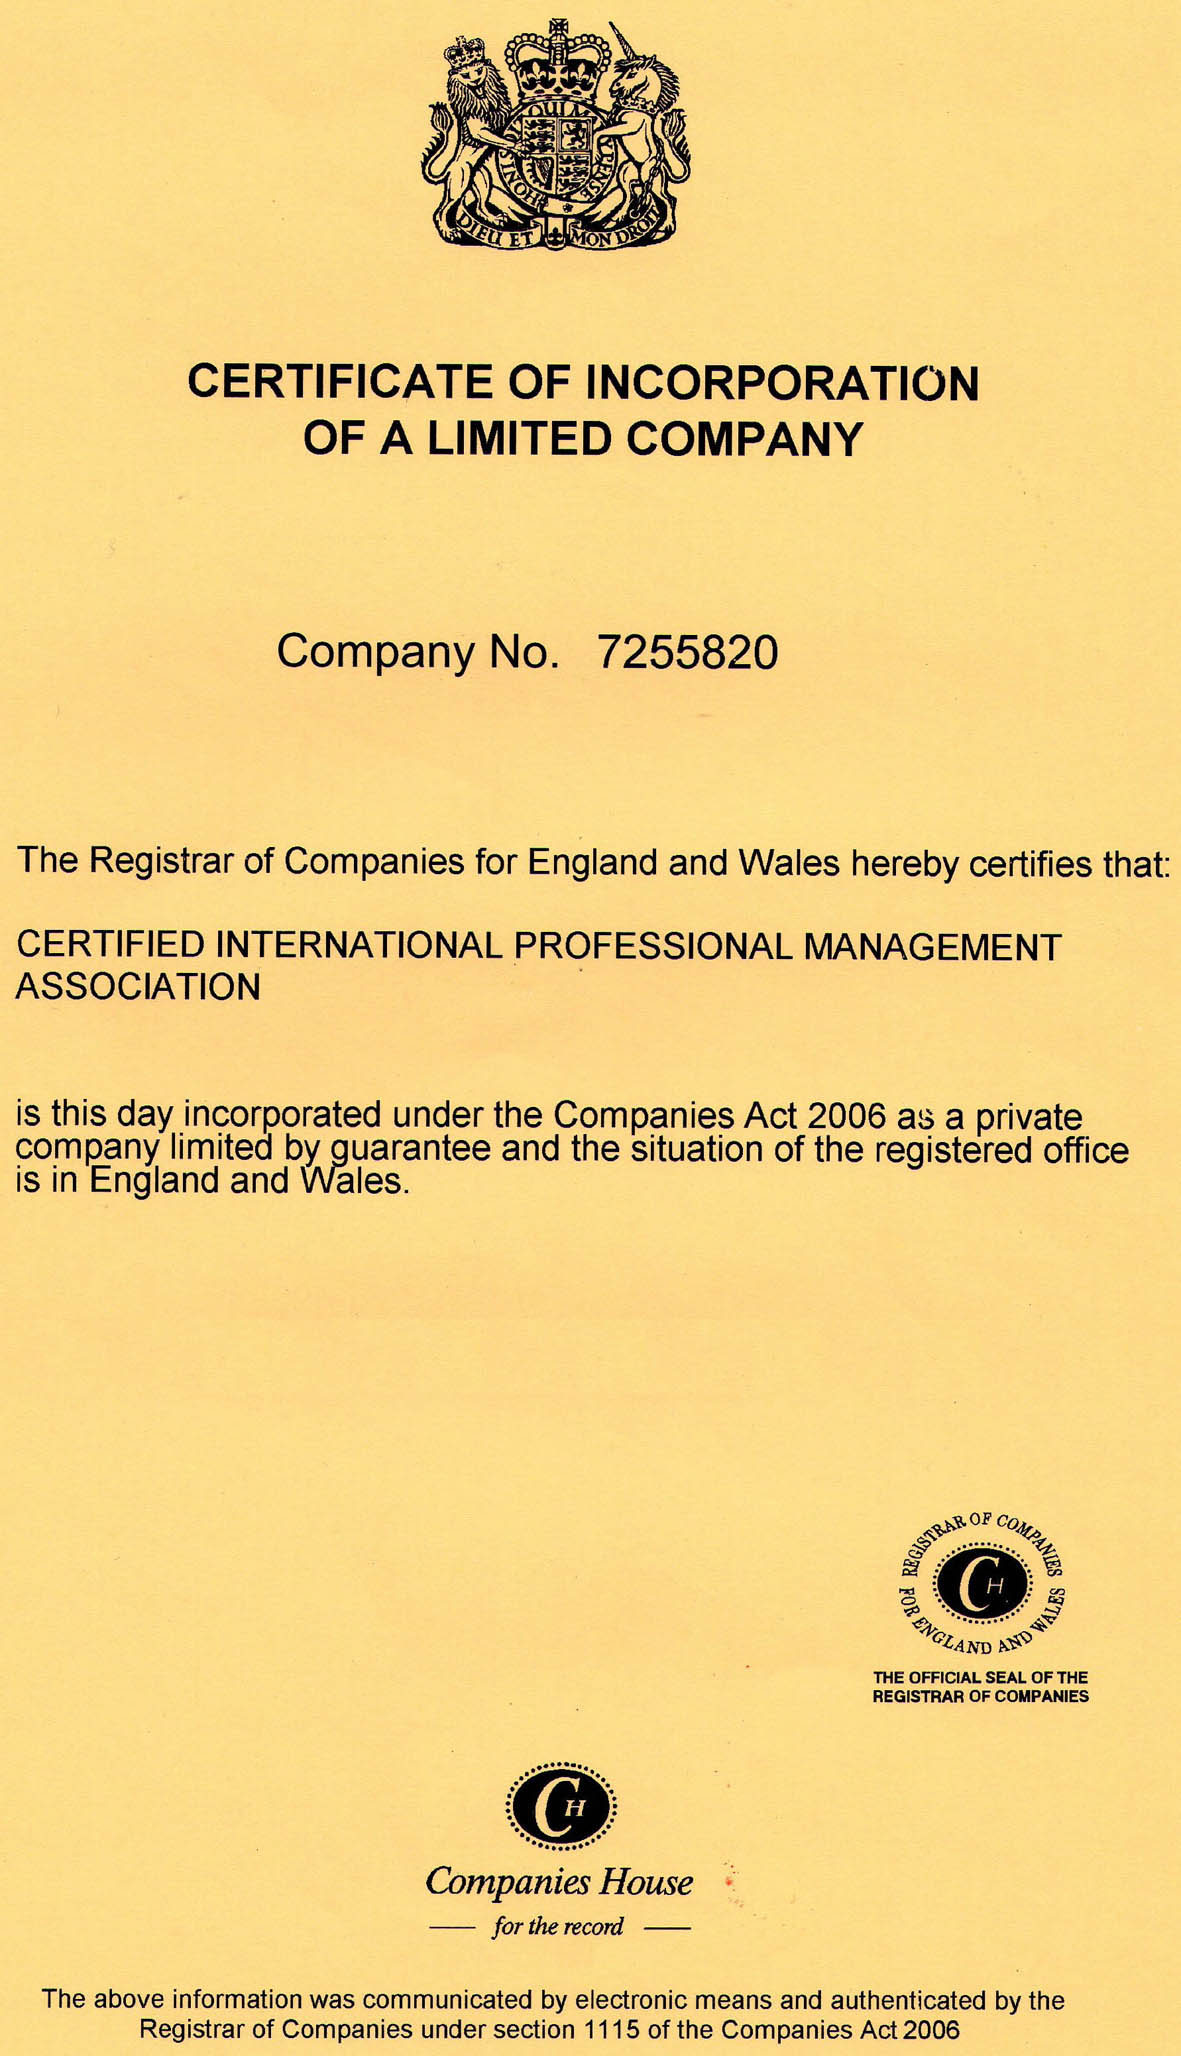 HONI SOIT QUI MAL Y PENSE
DIEU ET MON DROIT
CERTIFICATE OF INCORPORATION
OF A LIMITED COMPANY
Company No. 7255820
The Registrar of Companies for England and Wales hereby certifies that:
CERTIFIED INTERNATIONAL PROFESSIONAL MANAGEMENT
ASSOCIATION
is this day incorporated under the Companies Act 2006 as a private
company limited by guarantee and the situation of the registered office
is in England and Wales.
REGISTRAR OF COMPANIES
FOR ENGLAND AND WALES
CH
THE OFFICIAL SEAL OF THE
REGISTRAR OF COMPANIES
CH
Companies House
for the record
The above information was communicated by electronic means and authenticated by the
Registrar of Companies under section 1115 of the Companies Act 2006